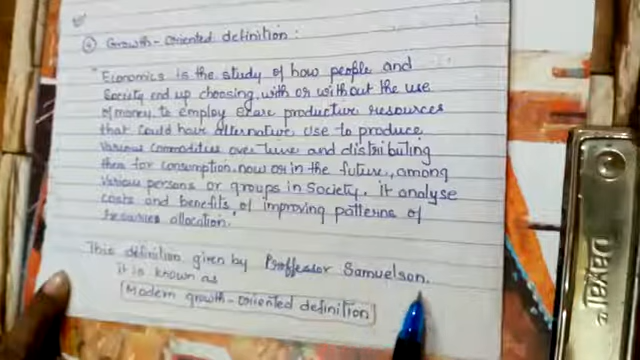 ④ Growth-Oriented definition:
"Economics is the study of how people and
Society end up choosing, with or without the use
of money, to employ scarce productive resources
that could have alternative use to produce
various commodities over time and distributing
them for consumption, now or in the future, among
various persons or groups in society. it analyse
costs and benefits of improving patterns of
resources allocation."
This definition given by Proffessor Samuelson.
it is known as
Modern growth-oriented definition
Dayal